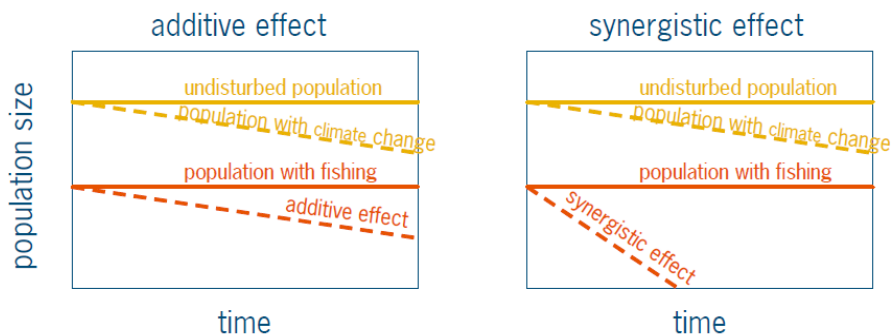 additive effect
synergistic effect
population size
undisturbed population
population with climate change
population with fishing
additive effect
time
undisturbed population
population with climate change
population with fishing
synergistic effect
time